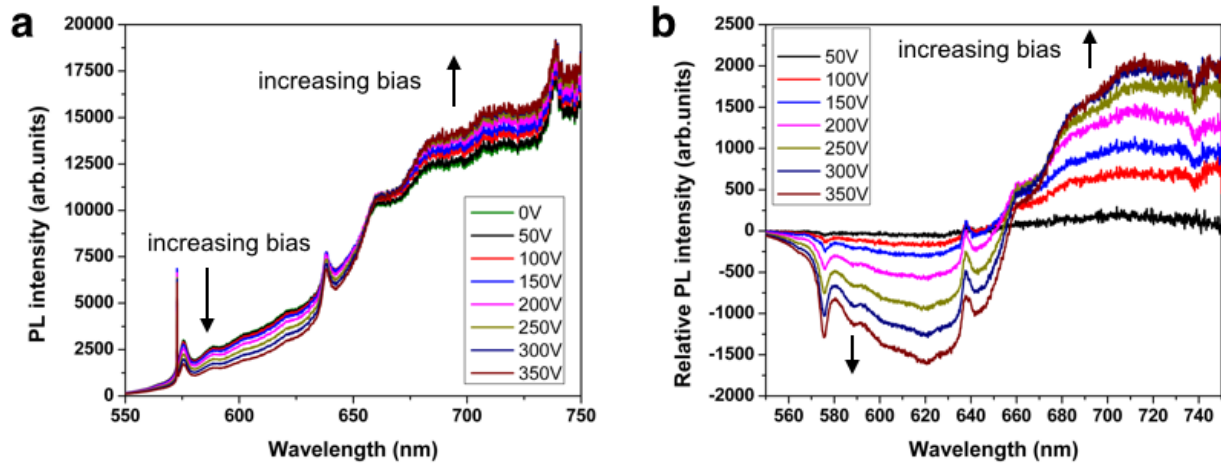 a
PL intensity (arb.units)
20000
17500
15000
12500
10000
7500
5000
2500
0
increasing bias
increasing bias
0V
50V
100V
150V
200V
250V
300V
350V
550
600
650
700
750
Wavelength (nm)
b
Relative PL intensity (arb.units)
2500
2000
1500
1000
500
0
-500
-1000
-1500
-2000
50V
100V
150V
200V
250V
300V
350V
increasing bias
560
580
600
620
640
660
680
700
720
740
Wavelength (nm)